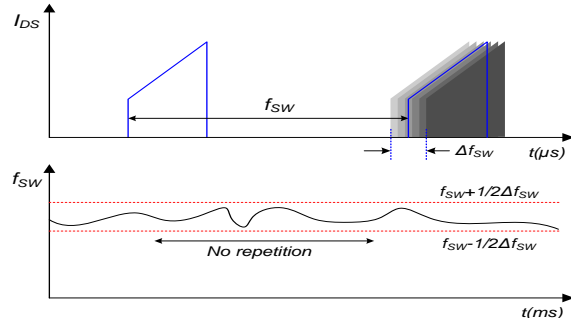 I_DS
f_SW
Δf_SW
t(µs)
f_SW
f_SW+1/2Δf_SW
f_SW-1/2Δf_SW
No repetition
t(ms)